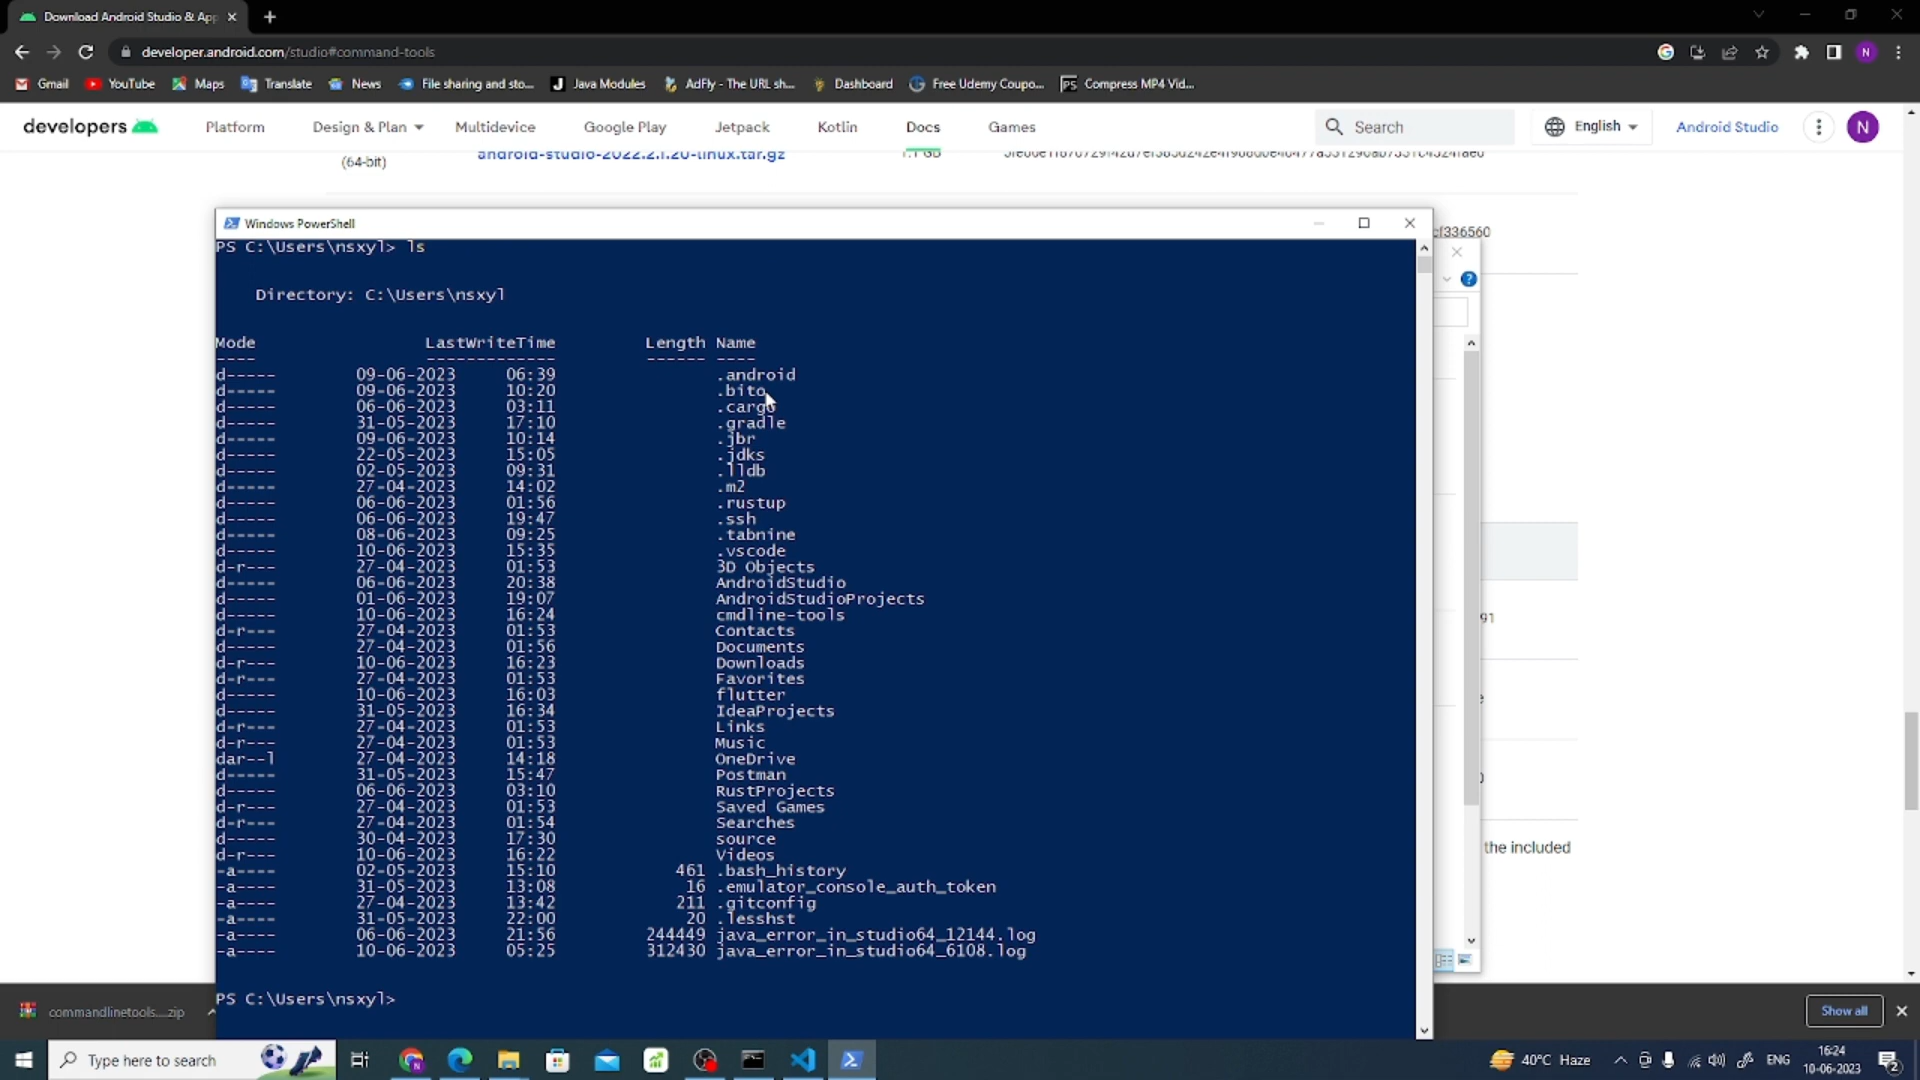 Download Android Studio & App
developer.android.com/studio#command-tools
N
Gmail YouTube Maps Translate News File sharing and sto... Java Modules AdFly - The URL sh... Dashboard Free Udemy Coupo... PS Compress MP4 Vid...
developers Platform Design & Plan Multidevice Google Play Jetpack Kotlin Docs Games Search English Android Studio N
(64-bit) android-studio-2022.2.1.20-linux.tar.gz 1.1 GB
Windows PowerShell
cf336560
PS C:\Users\nsxyl> ls
Directory: C:\Users\nsxyl
Mode LastWriteTime Length Name
---- ------------- ------ ----
d----- 09-06-2023 06:39 .android
d----- 09-06-2023 10:20 .bito
d----- 06-06-2023 03:11 .cargo
d----- 31-05-2023 17:10 .gradle
d----- 09-06-2023 10:14 .jbr
d----- 22-05-2023 15:05 .jdks
d----- 02-05-2023 09:31 .lldb
d----- 27-04-2023 14:02 .m2
d----- 06-06-2023 01:56 .rustup
d----- 06-06-2023 19:47 .ssh
d----- 08-06-2023 09:25 .tabnine
d----- 10-06-2023 15:35 .vscode
d-r--- 27-04-2023 01:53 3D Objects
d----- 06-06-2023 20:38 AndroidStudio
d----- 01-06-2023 19:07 AndroidStudioProjects
d----- 10-06-2023 16:24 cmdline-tools
d-r--- 27-04-2023 01:53 Contacts
d----- 27-04-2023 01:56 Documents
d-r--- 10-06-2023 16:23 Downloads
d-r--- 27-04-2023 01:53 Favorites
d----- 10-06-2023 16:03 flutter
d----- 31-05-2023 16:34 IdeaProjects
d-r--- 27-04-2023 01:53 Links
d-r--- 27-04-2023 01:53 Music
dar--l 27-04-2023 14:18 OneDrive
d----- 31-05-2023 15:47 Postman
d----- 06-06-2023 03:10 RustProjects
d-r--- 27-04-2023 01:53 Saved Games
d-r--- 27-04-2023 01:54 Searches
d----- 30-04-2023 17:30 source
d-r--- 10-06-2023 16:22 Videos
-a---- 02-05-2023 15:10 461 .bash_history
-a---- 31-05-2023 13:08 16 .emulator_console_auth_token
-a---- 27-04-2023 13:42 211 .gitconfig
-a---- 31-05-2023 22:00 20 .lesshst
-a---- 06-06-2023 21:56 244449 java_error_in_studio64_12144.log
-a---- 10-06-2023 05:25 312430 java_error_in_studio64_6108.log
PS C:\Users\nsxyl>
91
the included
commandlinetools....zip Show all
Type here to search 40°C Haze ENG 16:24
10-06-2023
2